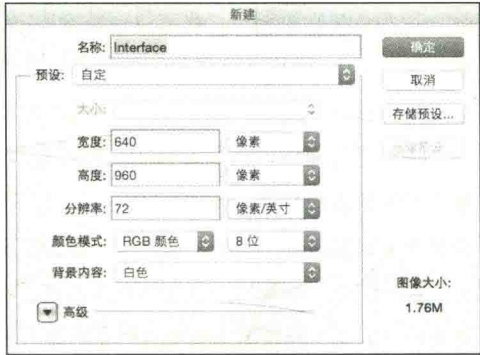 新建
名称: Interface
确定
预设: 自定
取消
大小:
存储预设...
宽度: 640 像素
高度: 960 像素
分辨率: 72 像素/英寸
颜色模式: RGB 颜色 8 位
背景内容: 白色
图像大小:
1.76M
高级